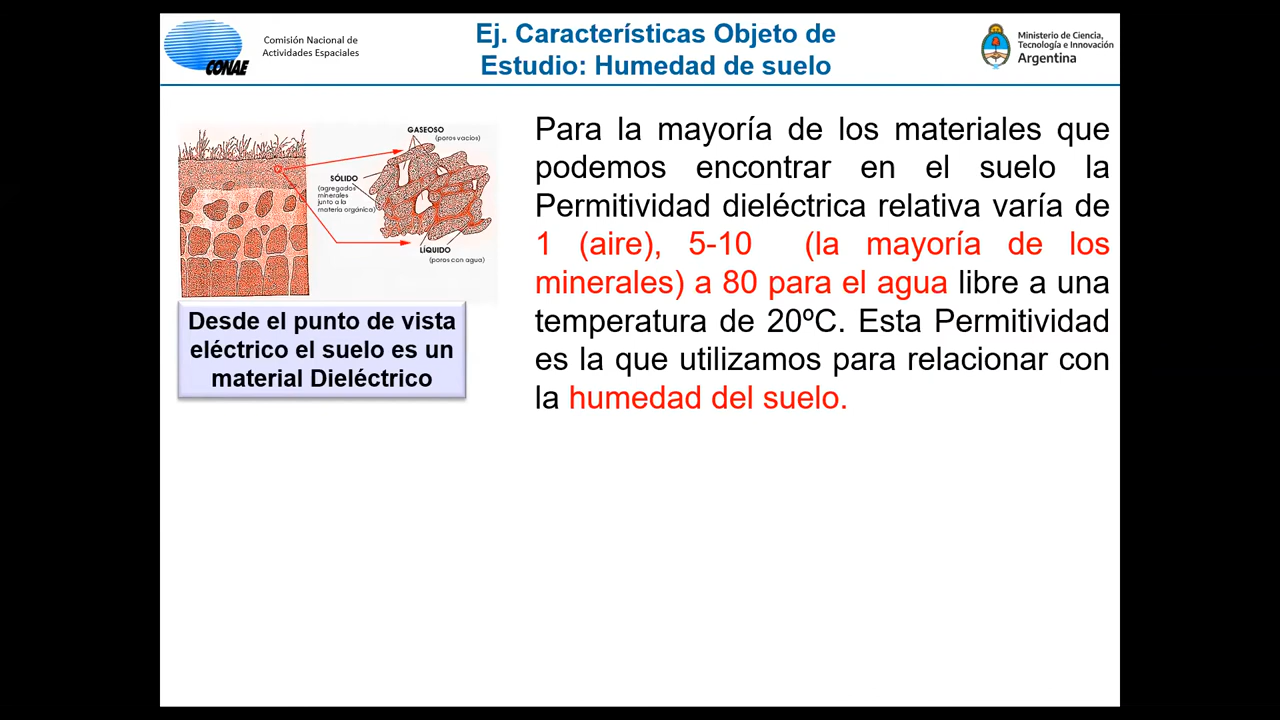 CONAE
Comisión Nacional de
Actividades Espaciales
Ej. Características Objeto de
Estudio: Humedad de suelo
Ministerio de Ciencia,
Tecnología e Innovación
Argentina
GASEOSO
(poros vacios)
SÓLIDO
(agregados
minerales
junto a la
materia orgánica)
LÍQUIDO
(poros con agua)
Desde el punto de vista
eléctrico el suelo es un
material Dieléctrico
Para la mayoría de los materiales que
podemos encontrar en el suelo la
Permitividad dieléctrica relativa varía de
1 (aire), 5-10 (la mayoría de los
minerales) a 80 para el agua libre a una
temperatura de 20ºC. Esta Permitividad
es la que utilizamos para relacionar con
la humedad del suelo.